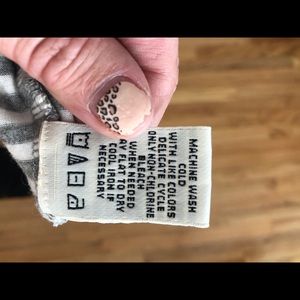 MACHINE WASH
COLD
WITH LIKE COLORS
DELICATE CYCLE
ONLY NON-CHLORINE
BLEACH
WHEN NEEDED
LAY FLAT TO DRY
COOL IRON IF
NECESSARY